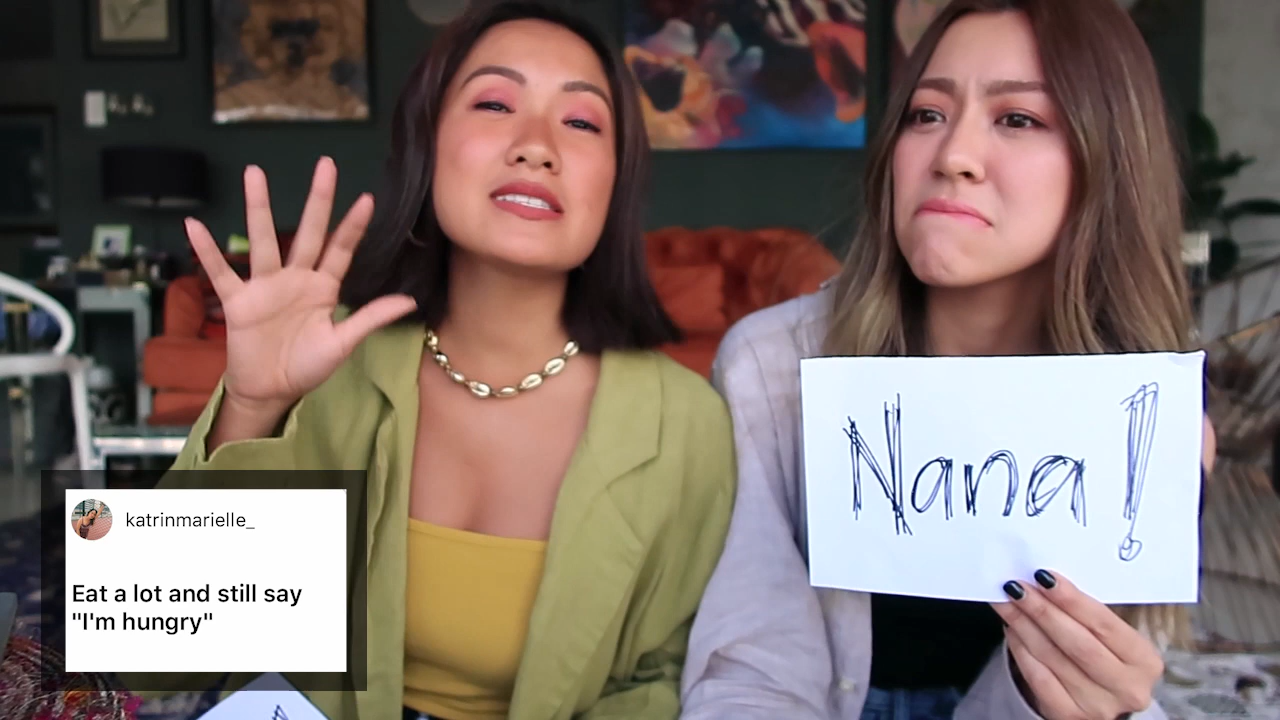 Nana!
katrinmarielle_
Eat a lot and still say
"I'm hungry"